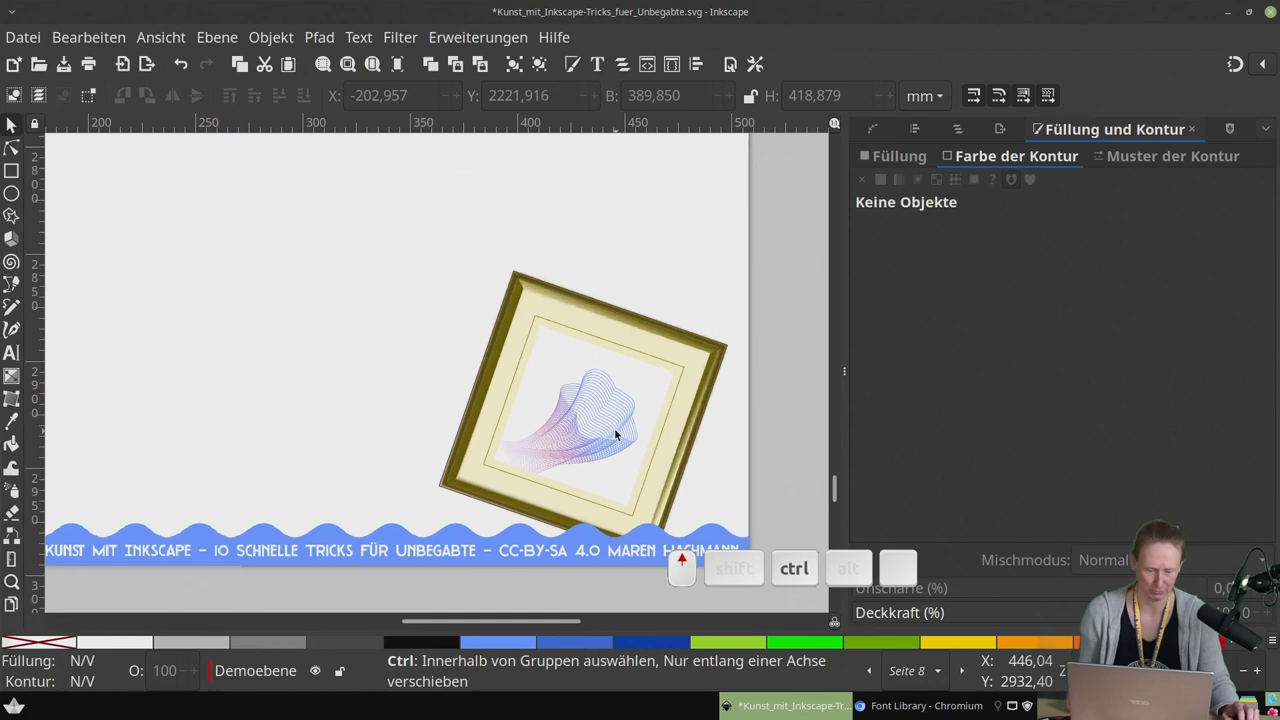 *Kunst_mit_Inkscape-Tricks_fuer_Unbegabte.svg - Inkscape
Datei Bearbeiten Ansicht Ebene Objekt Pfad Text Filter Erweiterungen Hilfe
X: -202,957 Y: 2221,916 B: 389,850 H: 418,879 mm
200 250 300 350 400 450 500
Füllung und Kontur
Füllung Farbe der Kontur Muster der Kontur
Keine Objekte
KUNST MIT INKSCAPE - 10 SCHNELLE TRICKS FÜR UNBEGABTE - CC-BY-SA 4.0 MAREN HACHMANN
shift ctrl alt
Mischmodus: Normal
Unschärfe (%) 0,0
Deckkraft (%)
Füllung: N/V
Kontur: N/V
O: 100
Demoebene
Ctrl: Innerhalb von Gruppen auswählen, Nur entlang einer Achse
verschieben
Seite 8
X: 446,04
Y: 2932,40
Z
*Kunst_mit_Inkscape-Tr...
Font Library - Chromium